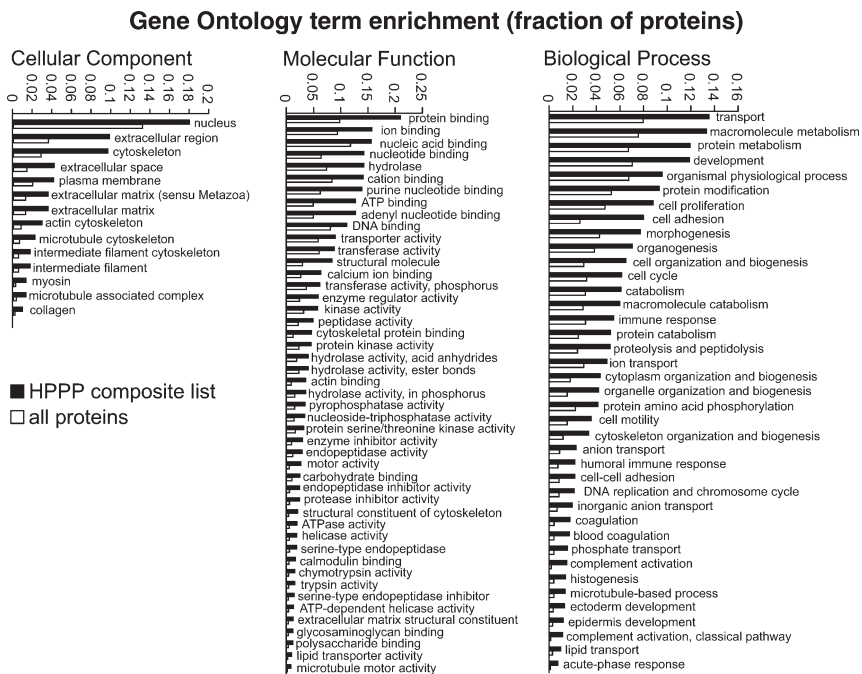 Gene Ontology term enrichment (fraction of proteins)
Cellular Component
0
0.02
0.04
0.06
0.08
0.1
0.12
0.14
0.16
0.18
0.2
nucleus
extracellular region
cytoskeleton
extracellular space
plasma membrane
extracellular matrix (sensu Metazoa)
extracellular matrix
actin cytoskeleton
microtubule cytoskeleton
intermediate filament cytoskeleton
intermediate filament
myosin
microtubule associated complex
collagen
HPPP composite list
all proteins
Molecular Function
0
0.05
0.1
0.15
0.2
0.25
protein binding
ion binding
nucleic acid binding
nucleotide binding
hydrolase
cation binding
purine nucleotide binding
ATP binding
adenyl nucleotide binding
DNA binding
transporter activity
transferase activity
structural molecule
calcium ion binding
transferase activity, phosphorus
enzyme regulator activity
kinase activity
peptidase activity
cytoskeletal protein binding
protein kinase activity
hydrolase activity, acid anhydrides
hydrolase activity, ester bonds
actin binding
hydrolase activity, in phosphorus
pyrophosphatase activity
nucleoside-triphosphatase activity
protein serine/threonine kinase activity
enzyme inhibitor activity
endopeptidase activity
motor activity
carbohydrate binding
endopeptidase inhibitor activity
protease inhibitor activity
structural constituent of cytoskeleton
ATPase activity
helicase activity
serine-type endopeptidase
calmodulin binding
chymotrypsin activity
trypsin activity
serine-type endopeptidase inhibitor
ATP-dependent helicase activity
extracellular matrix structural constituent
glycosaminoglycan binding
polysaccharide binding
lipid transporter activity
microtubule motor activity
Biological Process
0
0.02
0.04
0.06
0.08
0.1
0.12
0.14
0.16
transport
macromolecule metabolism
protein metabolism
development
organismal physiological process
protein modification
cell proliferation
cell adhesion
morphogenesis
organogenesis
cell organization and biogenesis
cell cycle
catabolism
macromolecule catabolism
immune response
protein catabolism
proteolysis and peptidolysis
ion transport
cytoplasm organization and biogenesis
organelle organization and biogenesis
protein amino acid phosphorylation
cell motility
cytoskeleton organization and biogenesis
anion transport
humoral immune response
cell-cell adhesion
DNA replication and chromosome cycle
inorganic anion transport
coagulation
blood coagulation
phosphate transport
complement activation
histogenesis
microtubule-based process
ectoderm development
epidermis development
complement activation, classical pathway
lipid transport
acute-phase response